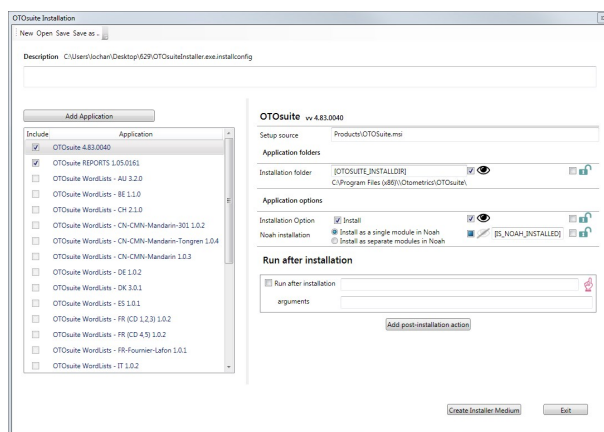 OTOsuite Installation
New Open Save Save as ..
Description C:\Users\lochan\Desktop\629\OTOsuiteInstaller.exe.installconfig
Add Application
Include Application
OTOsuite 4.83.0040
OTOsuite REPORTS 1.05.0161
OTOsuite WordLists - AU 3.2.0
OTOsuite WordLists - BE 1.1.0
OTOsuite WordLists - CH 2.1.0
OTOsuite WordLists - CN-CMN-Mandarin-301 1.0.2
OTOsuite WordLists - CN-CMN-Mandarin-Tongren 1.0.4
OTOsuite WordLists - CN-CMN-Mandarin 1.0.3
OTOsuite WordLists - DE 1.0.2
OTOsuite WordLists - DK 3.0.1
OTOsuite WordLists - ES 1.0.1
OTOsuite WordLists - FR (CD 1,2,3) 1.0.2
OTOsuite WordLists - FR (CD 4,5) 1.0.2
OTOsuite WordLists - FR-Fournier-Lafon 1.0.1
OTOsuite WordLists - IT 1.0.2
OTOsuite vv 4.83.0040
Setup source Products\OTOSuite.msi
Application folders
Installation folder [OTOSUITE_INSTALLDIR]
C:\Program Files (x86)\\Otometrics\OTOsuite\
Application options
Installation Option Install
Noah installation Install as a single module in Noah [IS_NOAH_INSTALLED]
Install as separate modules in Noah
Run after installation
Run after installation
arguments
Add post-installation action
Create Installer Medium Exit